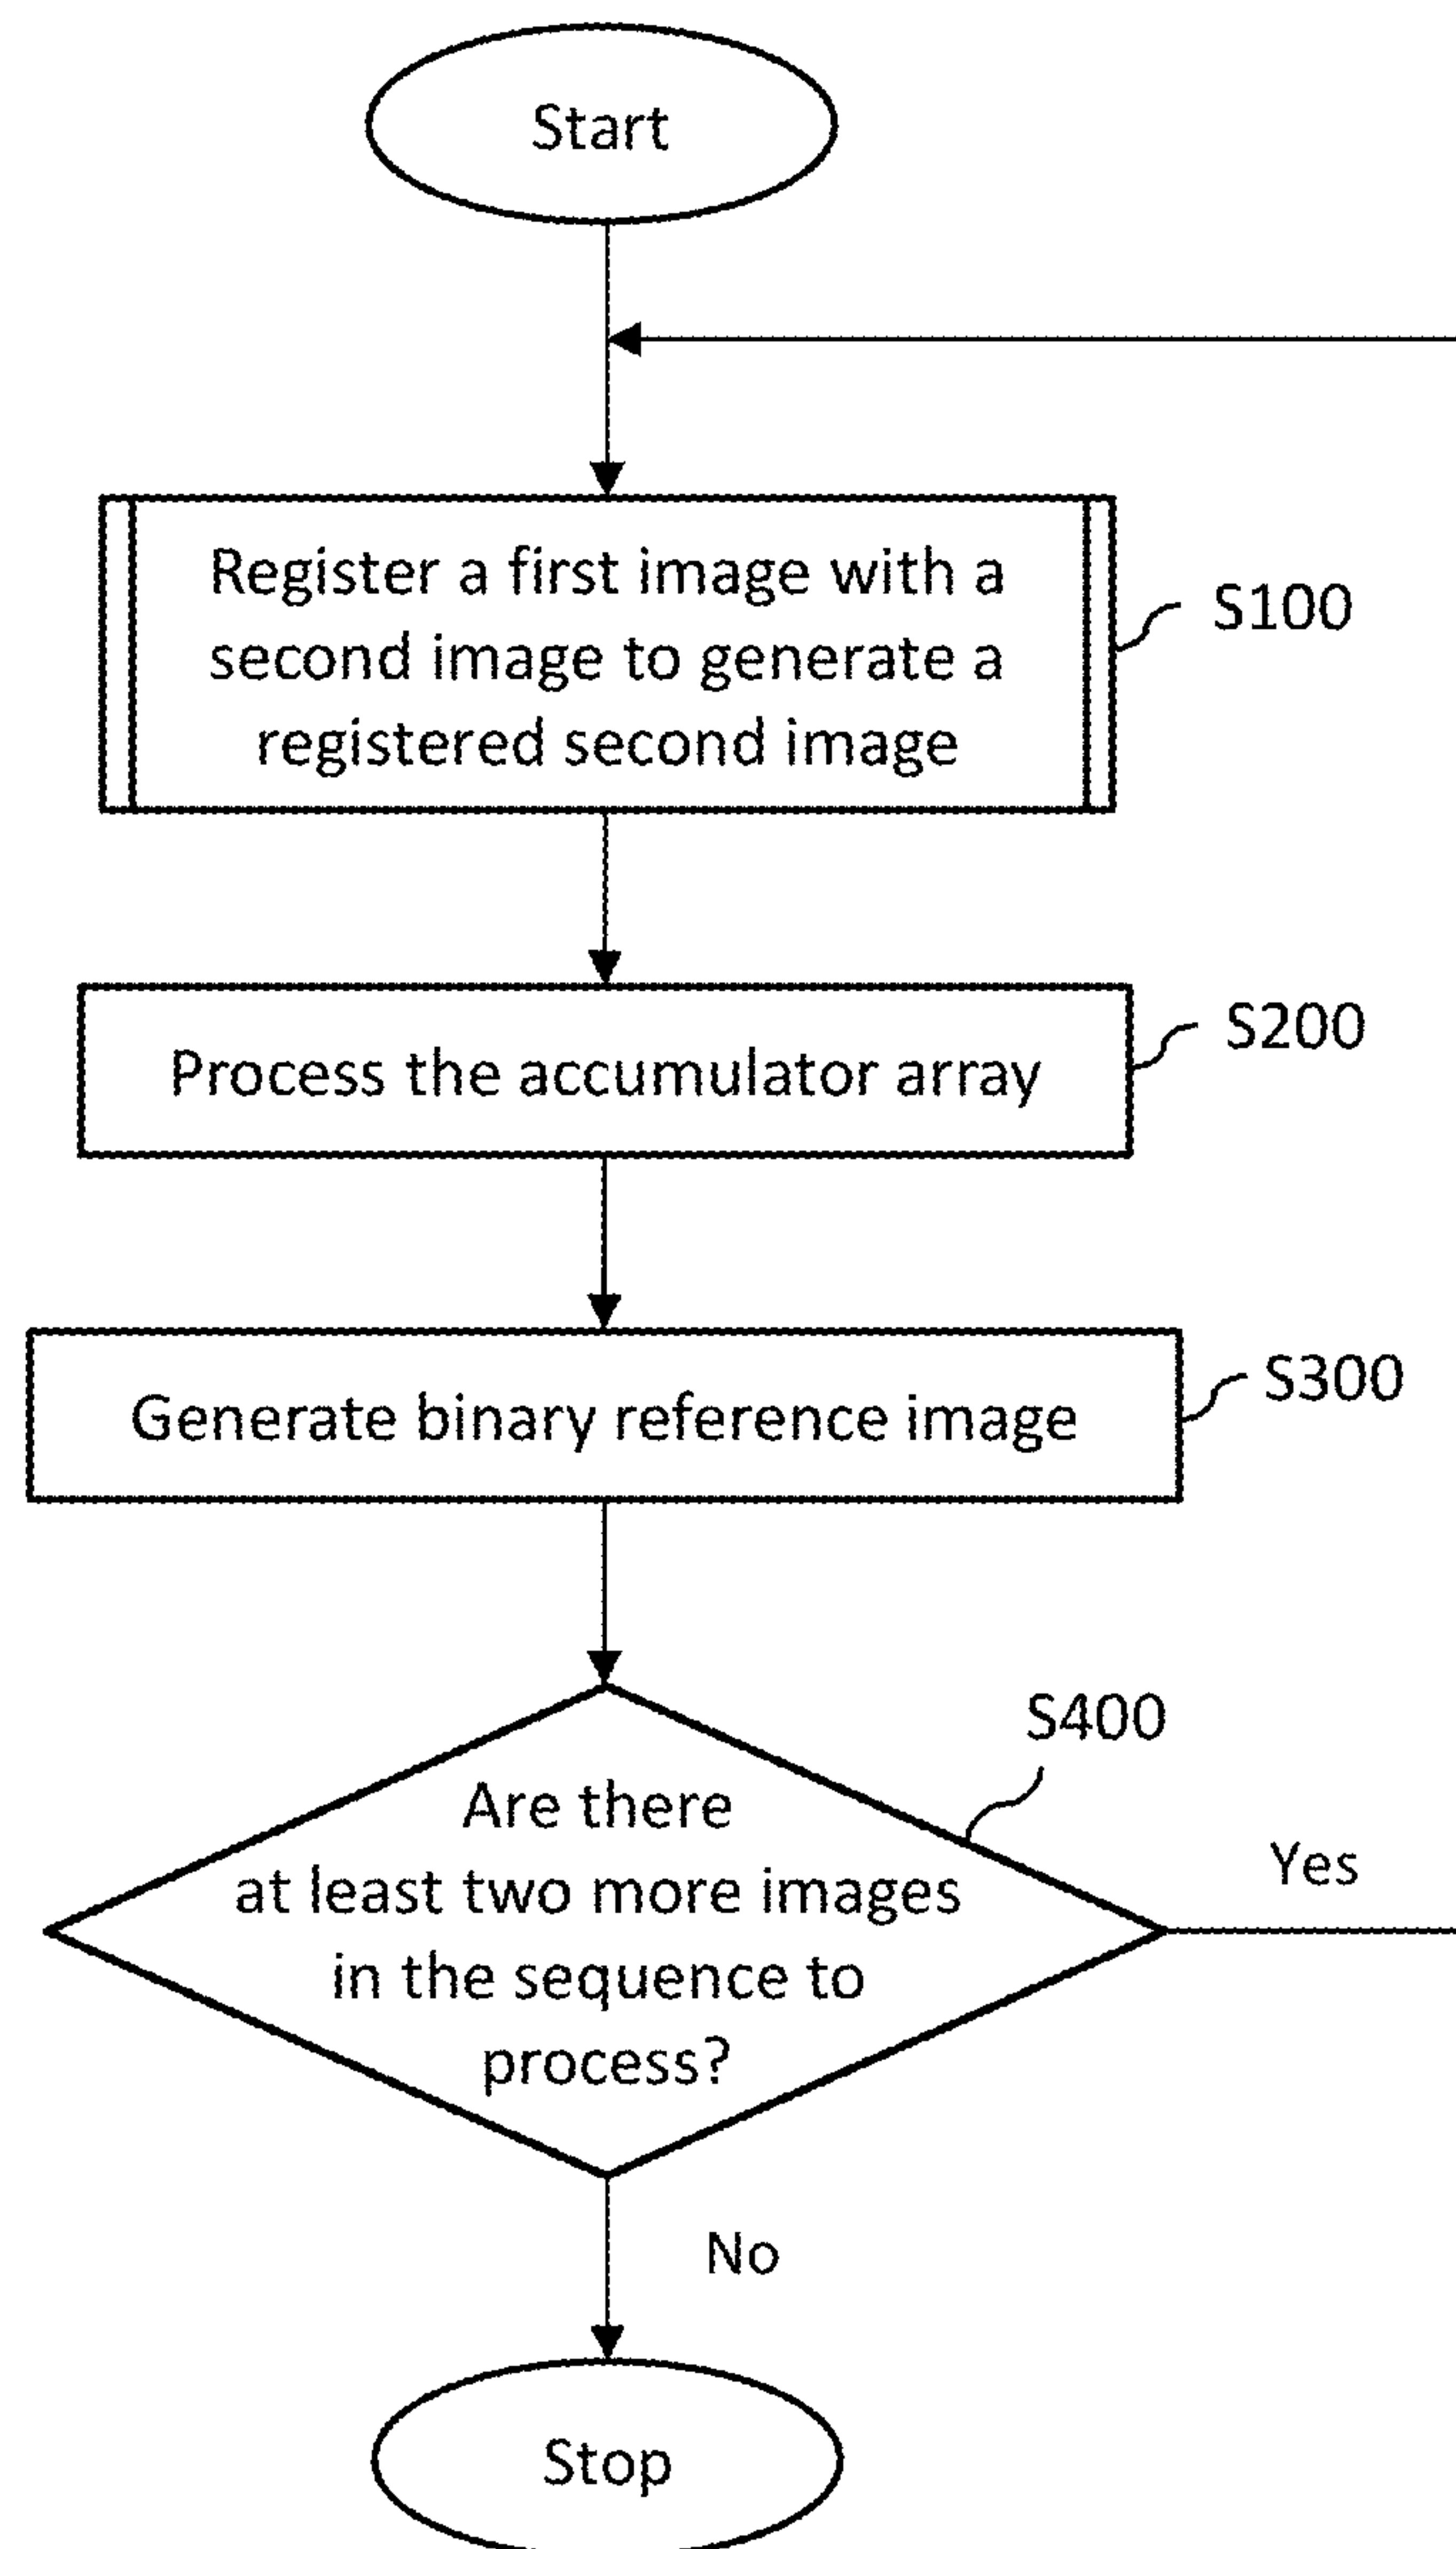 Start
Register a first image with a
second image to generate a
registered second image
S100
Process the accumulator array
S200
Generate binary reference image
S300
S400
Are there
at least two more images
in the sequence to
process?
Yes
No
Stop